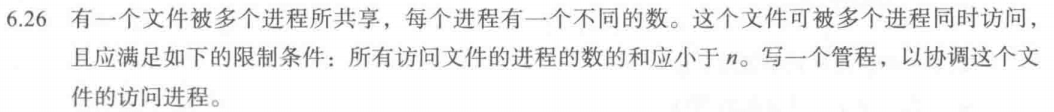 6.26 有一个文件被多个进程所共享，每个进程有一个不同的数。这个文件可被多个进程同时访问，
且应满足如下的限制条件：所有访问文件的进程的数的和应小于 n。写一个管程，以协调这个文
件的访问进程。